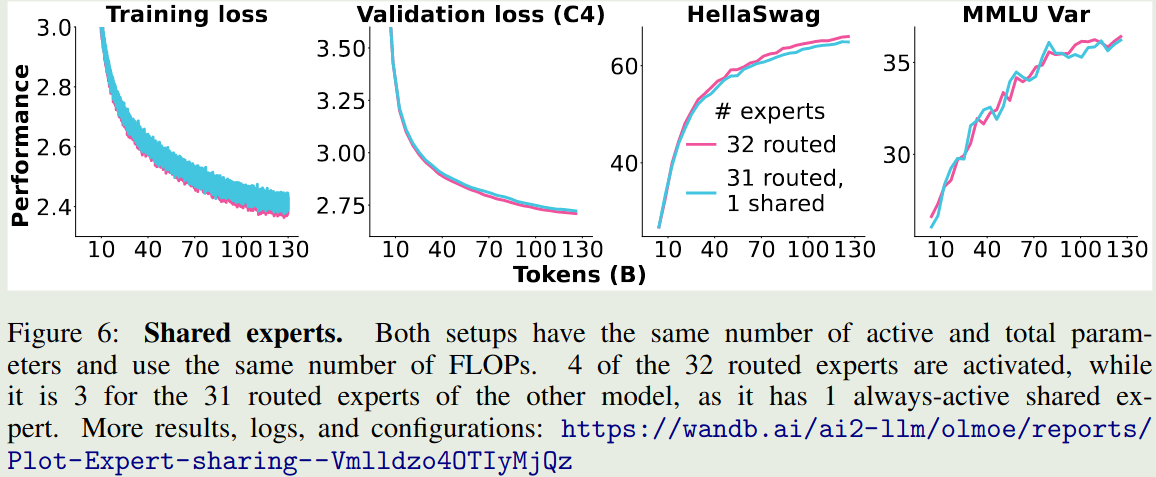 Training loss
Validation loss (C4)
HellaSwag
MMLU Var
Performance
3.0
2.8
2.6
2.4
10 40 70 100 130
3.50
3.25
3.00
2.75
10 40 70 100 130
60
40
# experts
32 routed
31 routed,
1 shared
10 40 70 100 130
35
30
10 40 70 100 130
Tokens (B)
Figure 6: Shared experts. Both setups have the same number of active and total param-
eters and use the same number of FLOPs. 4 of the 32 routed experts are activated, while
it is 3 for the 31 routed experts of the other model, as it has 1 always-active shared ex-
pert. More results, logs, and configurations: https://wandb.ai/ai2-llm/olmoe/reports/
Plot-Expert-sharing--Vmlldzo4OTIyMjQz